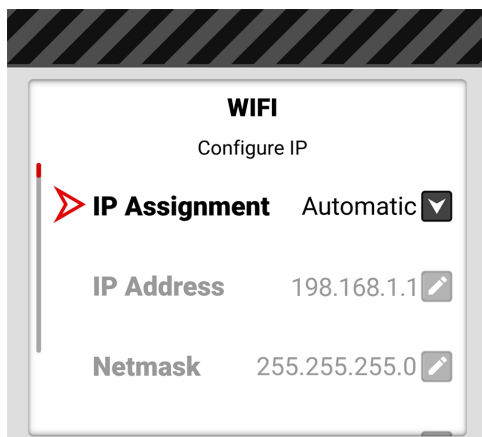 WIFI
Configure IP
IP Assignment Automatic
IP Address 198.168.1.1
Netmask 255.255.255.0